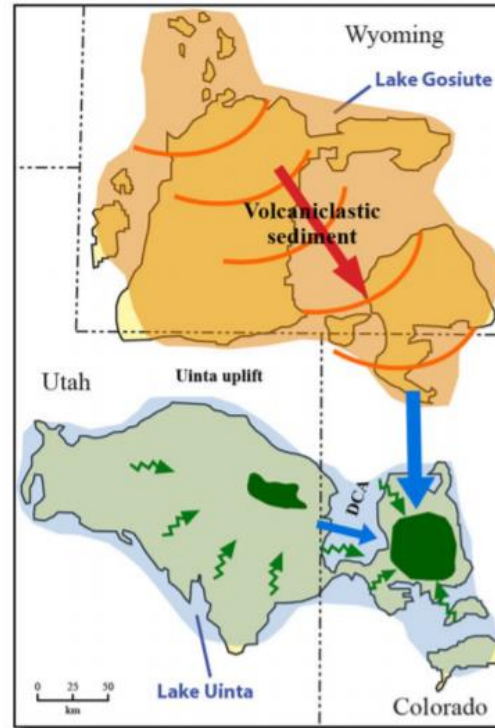 Wyoming
Lake Gosiute
Volcaniclastic
sediment
Utah
Uinta uplift
DCA
Lake Uinta
0 25 50
km
Colorado